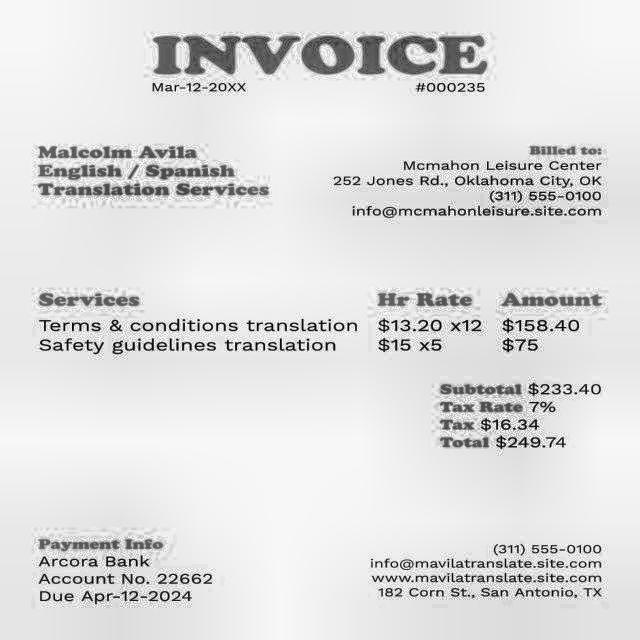 INVOICE
Mar-12-20XX #000235
Malcolm Avila
English / Spanish
Translation Services
Billed to:
Mcmahon Leisure Center
252 Jones Rd., Oklahoma City, OK
(311) 555-0100
info@mcmahonleisure.site.com
Services Hr Rate Amount
Terms & conditions translation $13.20 x12 $158.40
Safety guidelines translation $15 x5 $75
Subtotal $233.40
Tax Rate 7%
Tax $16.34
Total $249.74
Payment Info
Arcora Bank
Account No. 22662
Due Apr-12-2024
(311) 555-0100
info@mavilatranslate.site.com
www.mavilatranslate.site.com
182 Corn St., San Antonio, TX